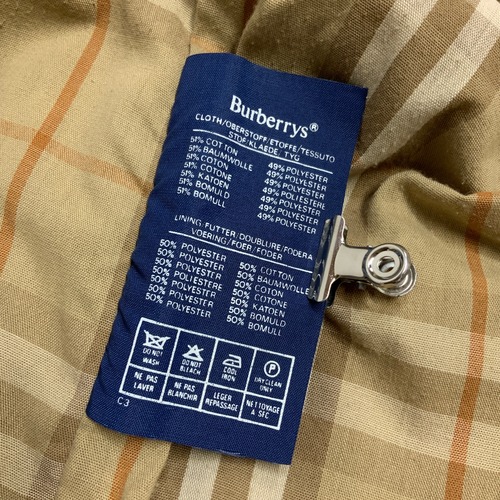 Burberrys®
CLOTH/OBERSTOFF/ETOFFE/TESSUTO
STOF/KLAEDE/TYG
51% COTTON 49% POLYESTER
51% BAUMWOLLE 49% POLYESTER
51% COTON 49% POLYESTER
51% COTONE 49% POLIESTERE
51% KATOEN 49% POLYESTER
51% BOMULD 49% POLYESTER
51% BOMULL 49% POLYESTER
LINING/FUTTER/DOUBLURE/FODERA
VOERING/FOER/FODER
50% POLYESTER 50% COTTON
50% POLYESTER 50% BAUMWOLLE
50% POLYESTER 50% COTON
50% POLIESTERE 50% COTONE
50% POLYESTER 50% KATOEN
50% POLYESTER 50% BOMULD
50% POLYESTER 50% BOMULL
P
DO NOT WASH DO NOT BLEACH COOL IRON DRYCLEAN ONLY
NE PAS LAVER NE PAS BLANCHIR LEGER REPASSAGE NETTOYAGE A SEC
C3